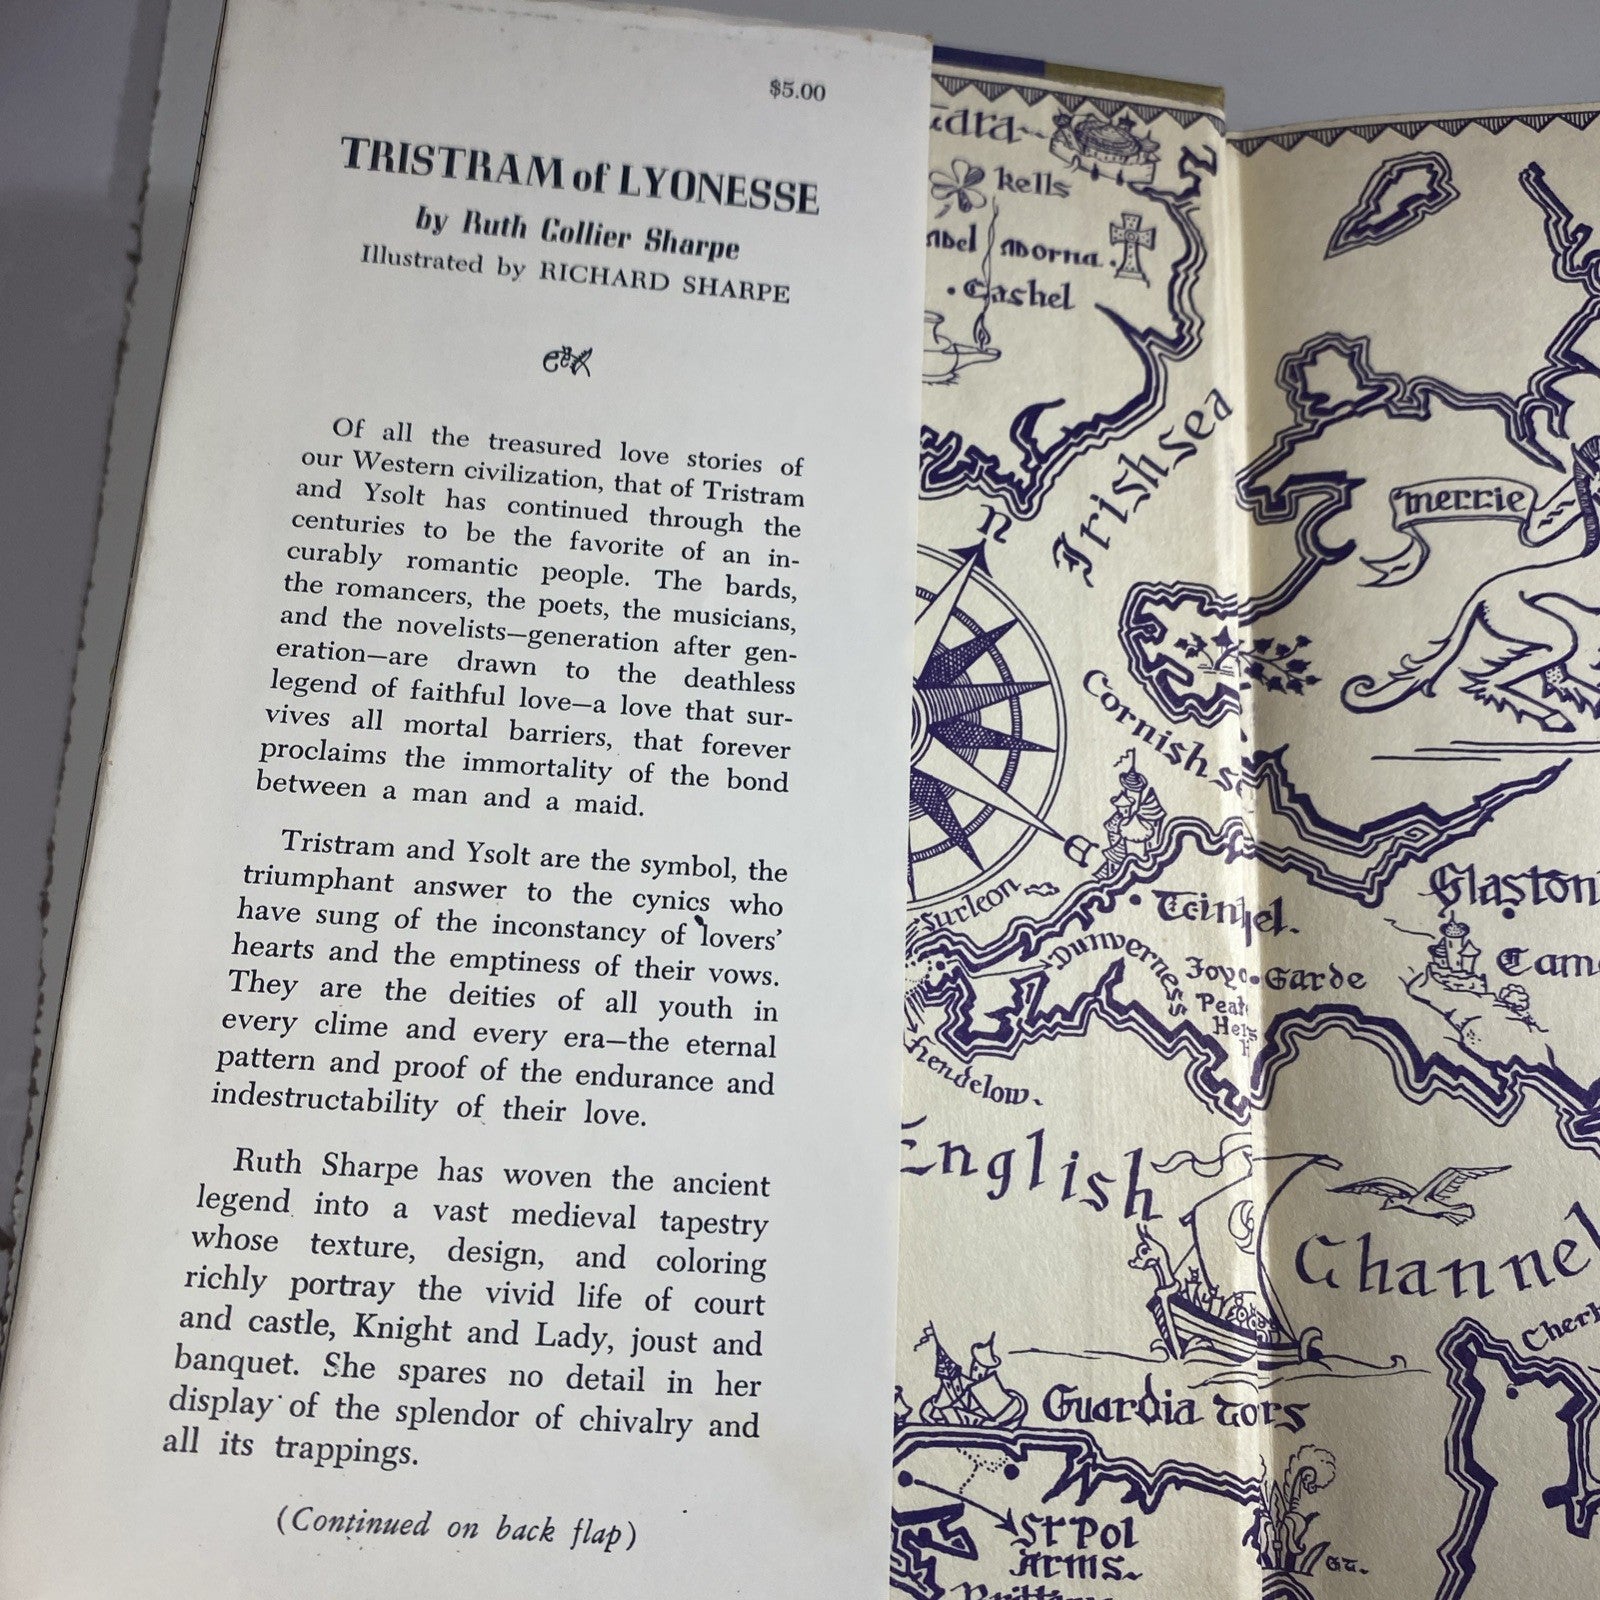 $5.00
TRISTRAM of LYONESSE
by Ruth Collier Sharpe
Illustrated by RICHARD SHARPE
Of all the treasured love stories of
our Western civilization, that of Tristram
and Ysolt has continued through the
centuries to be the favorite of an in-
curably romantic people. The bards,
the romancers, the poets, the musicians,
and the novelists—generation after gen-
eration—are drawn to the deathless
legend of faithful love—a love that sur-
vives all mortal barriers, that forever
proclaims the immortality of the bond
between a man and a maid.
Tristram and Ysolt are the symbol, the
triumphant answer to the cynics who
have sung of the inconstancy of lovers'
hearts and the emptiness of their vows.
They are the deities of all youth in
every clime and every era—the eternal
pattern and proof of the endurance and
indestructability of their love.
Ruth Sharpe has woven the ancient
legend into a vast medieval tapestry
whose texture, design, and coloring
richly portray the vivid life of court
and castle, Knight and Lady, joust and
banquet. She spares no detail in her
display of the splendor of chivalry and
all its trappings.
(Continued on back flap)
Kells
Adorna.
Cashel
Irish Sea
n
merrie
Cornish
e
Surleon
Dunverness
Garde
Glaston
Cam
Kendelow.
English
Channel
Guardia Tors
Cher
St Pol
Arms